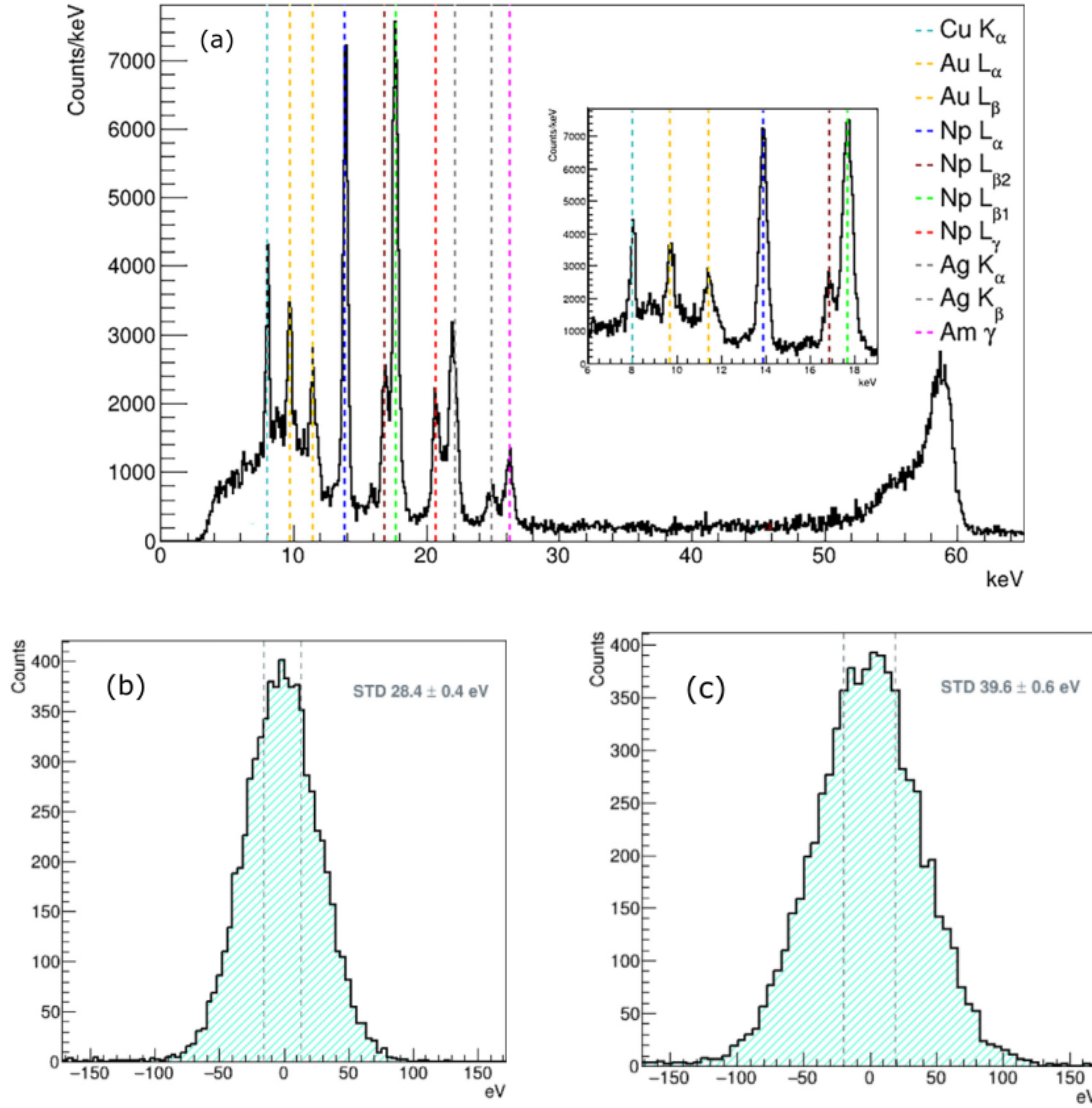 (a)
Counts/keV
7000
6000
5000
4000
3000
2000
1000
0
0 10 20 30 40 50 60
keV
Cu Kα
Au Lα
Au Lβ
Np Lα
Np Lβ2
Np Lβ1
Np Lγ
Ag Kα
Ag Kβ
Am γ
Counts/keV
7000
6000
5000
4000
3000
2000
1000
0
6 8 10 12 14 16 18
keV
(b)
Counts
STD 28.4 ± 0.4 eV
400
350
300
250
200
150
100
50
0
−150 −100 −50 0 50 100 150
eV
(c)
Counts
STD 39.6 ± 0.6 eV
400
350
300
250
200
150
100
50
0
−150 −100 −50 0 50 100 150
eV